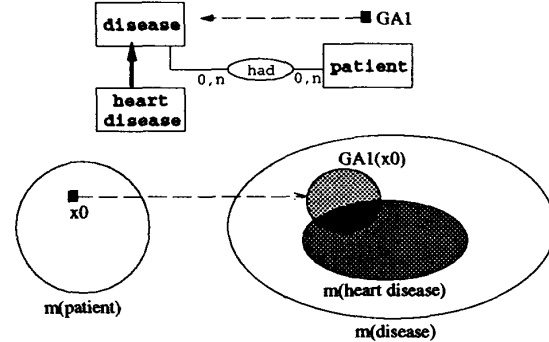 disease
GA1
0,n
had
0,n
patient
heart
disease
GA1(x0)
x0
m(heart disease)
m(patient)
m(disease)